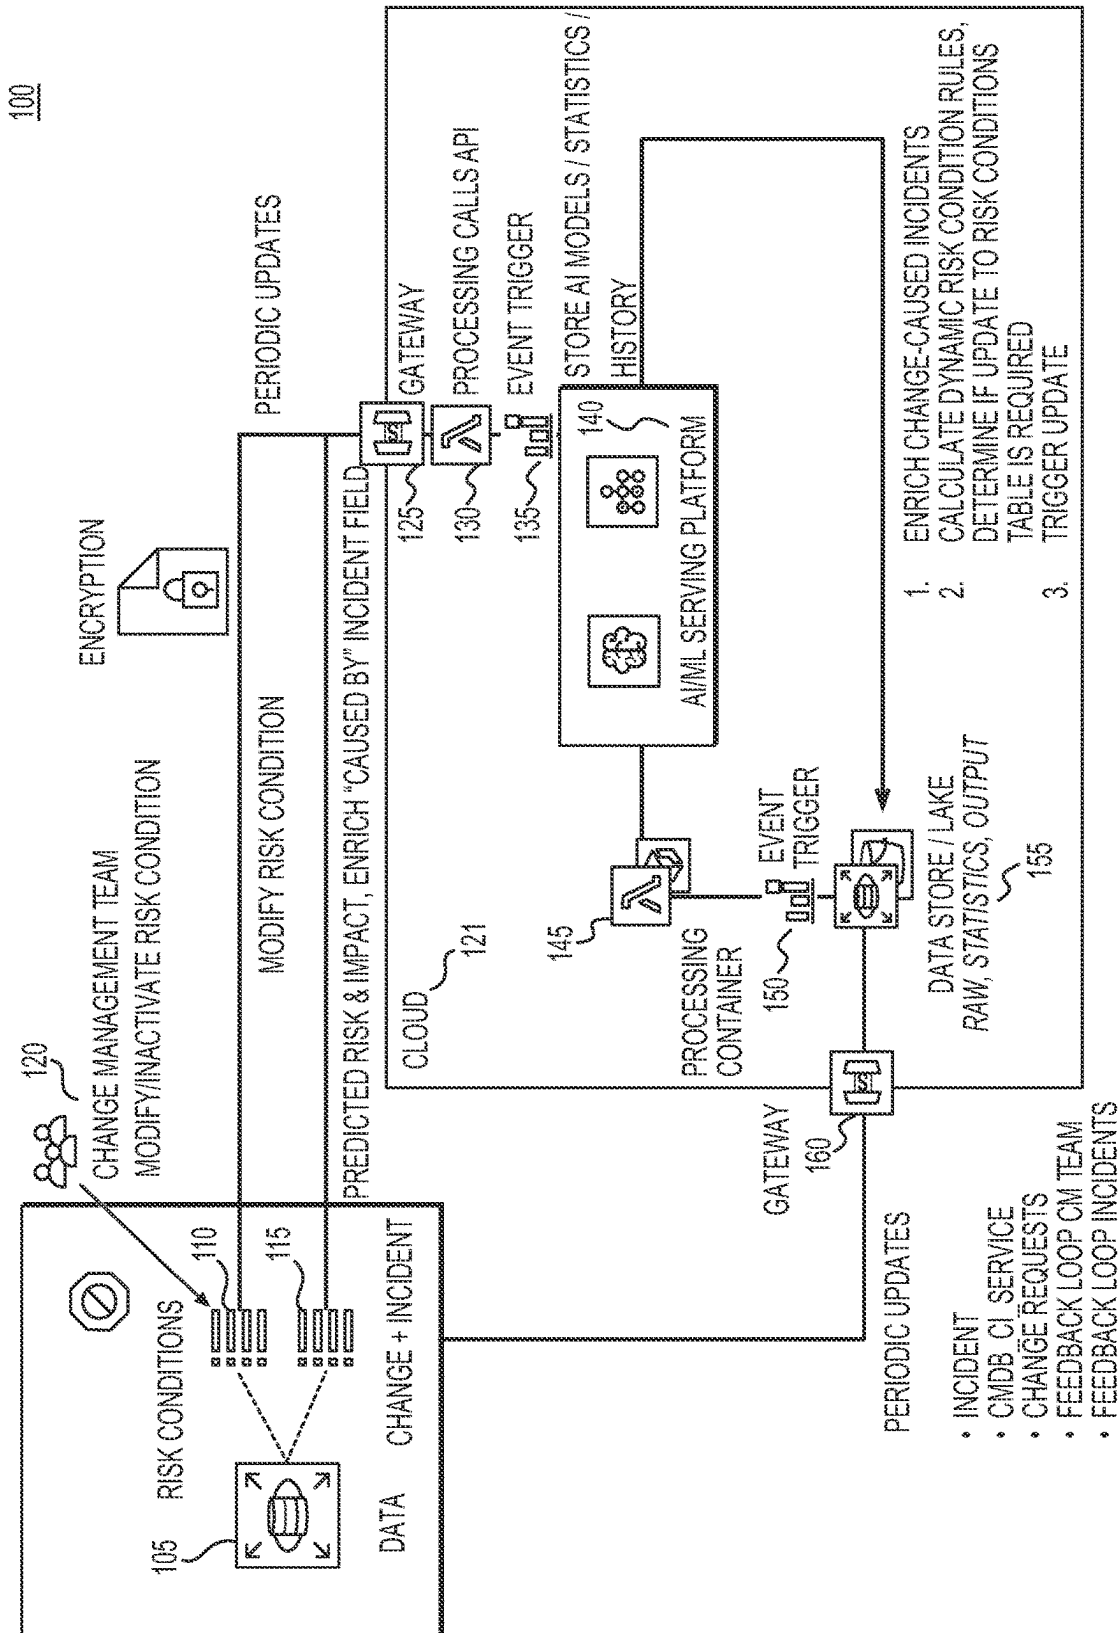 100
120
CHANGE MANAGEMENT TEAM
MODIFY/INACTIVATE RISK CONDITION
ENCRYPTION
PERIODIC UPDATES
RISK CONDITIONS
105
110
115
DATA
CHANGE + INCIDENT
MODIFY RISK CONDITION
PREDICTED RISK & IMPACT, ENRICH "CAUSED BY" INCIDENT FIELD
CLOUD
121
GATEWAY
125
PROCESSING CALLS API
130
EVENT TRIGGER
135
STORE AI MODELS / STATISTICS /
HISTORY
140
AI/ML SERVING PLATFORM
145
PROCESSING
CONTAINER
EVENT
TRIGGER
150
DATA STORE / LAKE
RAW, STATISTICS, OUTPUT
155
1. ENRICH CHANGE-CAUSED INCIDENTS
2. CALCULATE DYNAMIC RISK CONDITION RULES,
DETERMINE IF UPDATE TO RISK CONDITIONS
TABLE IS REQUIRED
3. TRIGGER UPDATE
GATEWAY
160
PERIODIC UPDATES
• INCIDENT
• CMDB_CI_SERVICE
• CHANGE_REQUESTS
• FEEDBACK LOOP CM TEAM
• FEEDBACK LOOP INCIDENTS